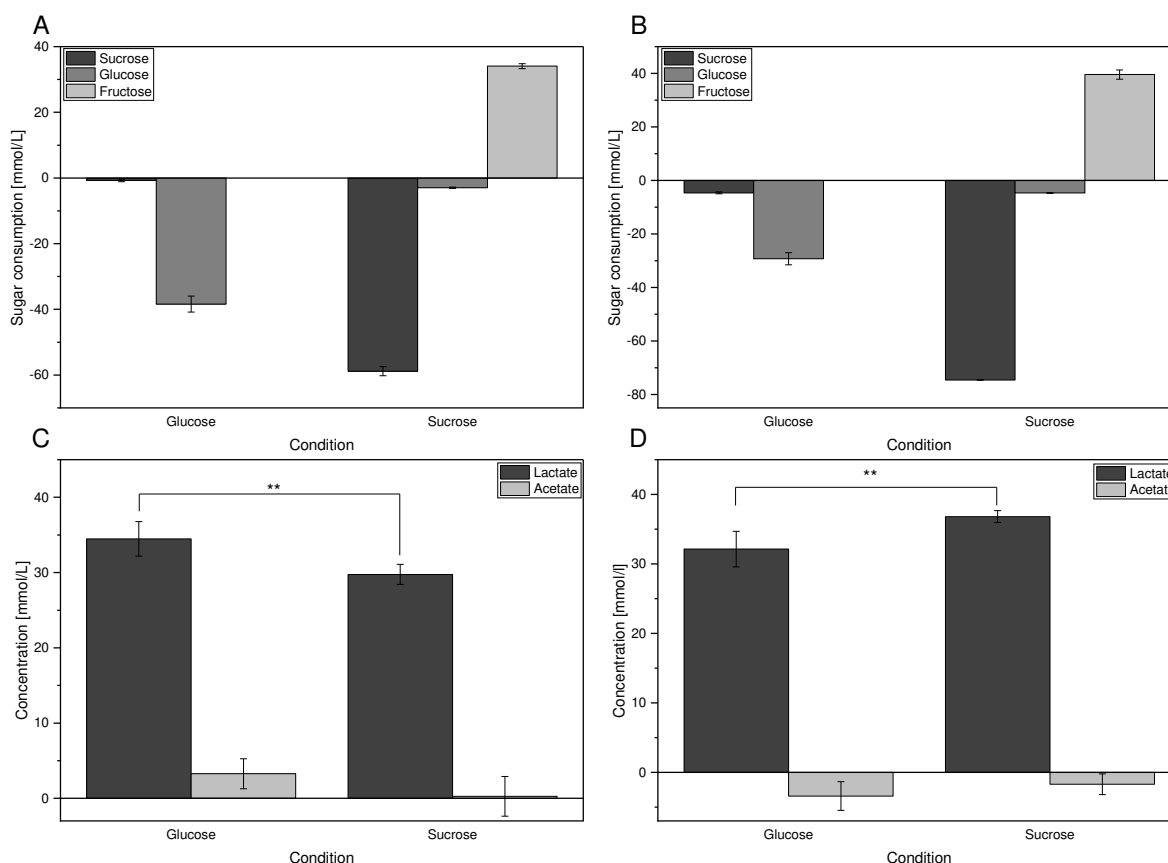 A
Sucrose
Glucose
Fructose
40
20
0
-20
-40
-60
Sugar consumption [mmol/L]
Glucose Sucrose
Condition
B
Sucrose
Glucose
Fructose
40
20
0
-20
-40
-60
-80
Sugar consumption [mmol/L]
Glucose Sucrose
Condition
C
Lactate
Acetate
**
40
30
20
10
0
Concentration [mmol/L]
Glucose Sucrose
Condition
D
Lactate
Acetate
**
40
30
20
10
0
Concentration [mmol/l]
Glucose Sucrose
Condition